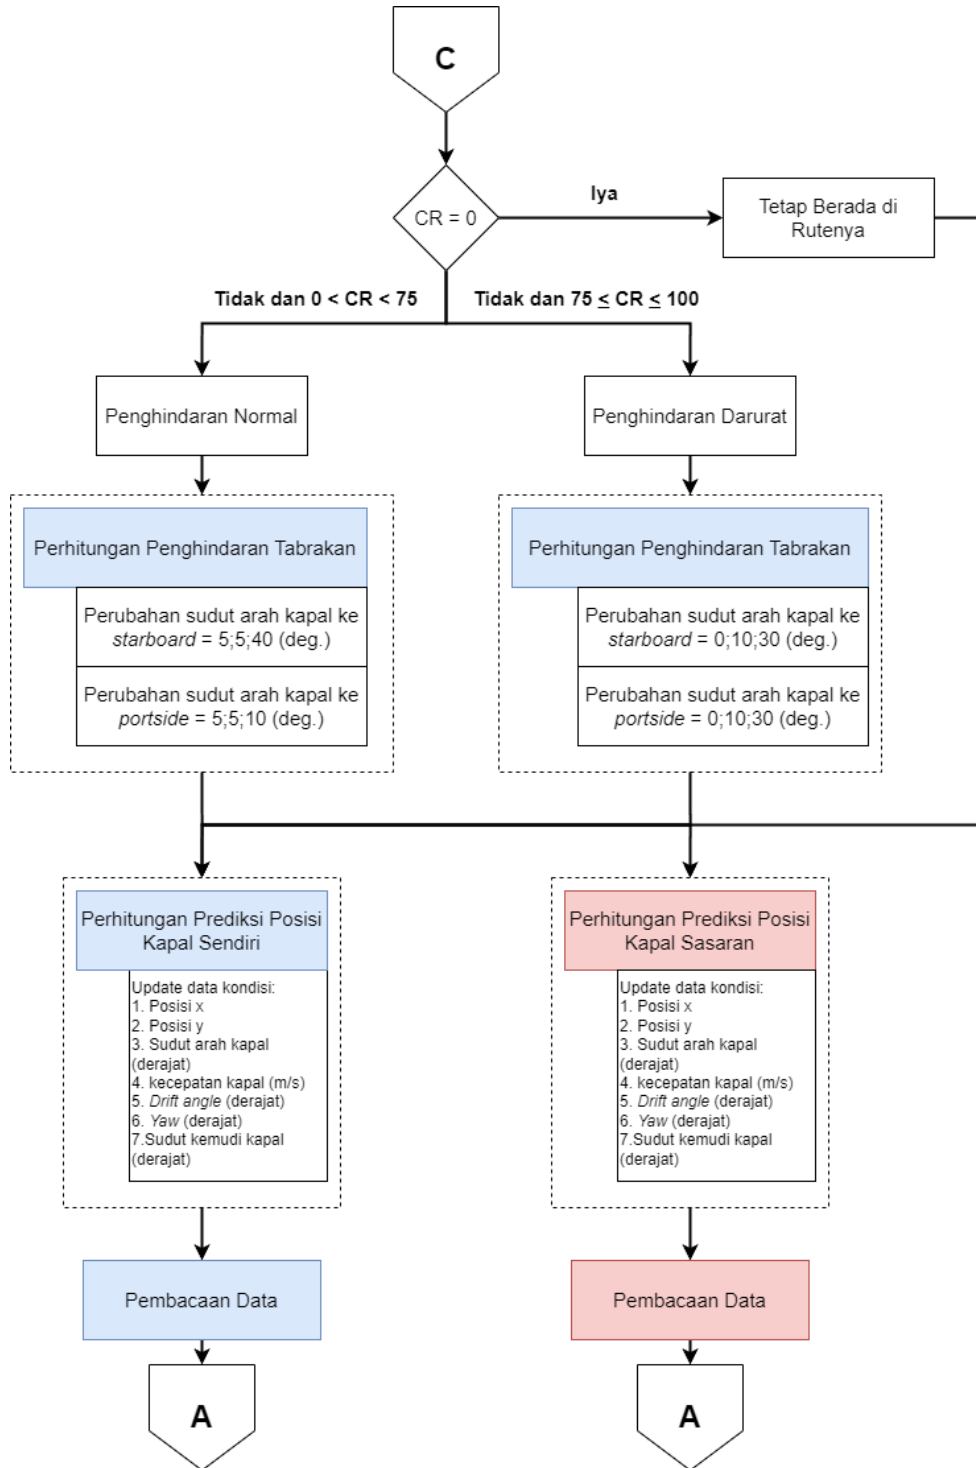 C
CR = 0
Iya
Tetap Berada di
Rutenya
Tidak dan 0 < CR < 75
Tidak dan 75 ≤ CR ≤ 100
Penghindaran Normal
Penghindaran Darurat
Perhitungan Penghindaran Tabrakan
Perubahan sudut arah kapal ke
starboard = 5;5;40 (deg.)
Perubahan sudut arah kapal ke
portside = 5;5;10 (deg.)
Perhitungan Penghindaran Tabrakan
Perubahan sudut arah kapal ke
starboard = 0;10;30 (deg.)
Perubahan sudut arah kapal ke
portside = 0;10;30 (deg.)
Perhitungan Prediksi Posisi
Kapal Sendiri
Update data kondisi:
1. Posisi x
2. Posisi y
3. Sudut arah kapal
(derajat)
4. kecepatan kapal (m/s)
5. Drift angle (derajat)
6. Yaw (derajat)
7.Sudut kemudi kapal
(derajat)
Perhitungan Prediksi Posisi
Kapal Sasaran
Update data kondisi:
1. Posisi x
2. Posisi y
3. Sudut arah kapal
(derajat)
4. kecepatan kapal (m/s)
5. Drift angle (derajat)
6. Yaw (derajat)
7.Sudut kemudi kapal
(derajat)
Pembacaan Data
Pembacaan Data
A
A